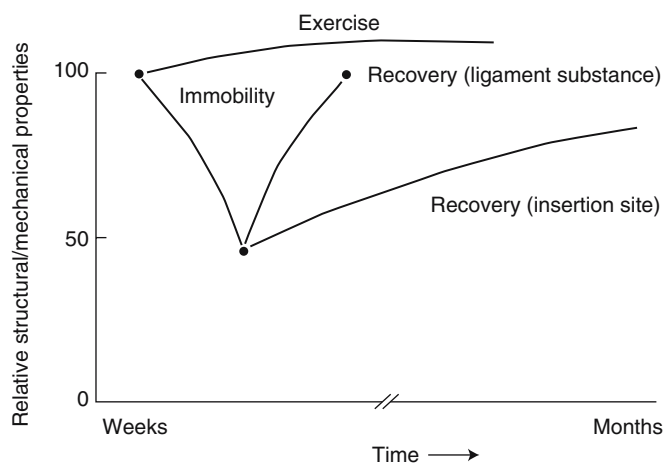 Exercise
100
Recovery (ligament substance)
Immobility
Recovery (insertion site)
50
0
Weeks
Months
Time
Relative structural/mechanical properties